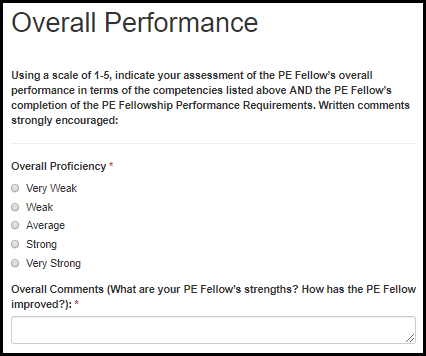 Overall Performance
Using a scale of 1-5, indicate your assessment of the PE Fellow's overall
performance in terms of the competencies listed above AND the PE Fellow's
completion of the PE Fellowship Performance Requirements. Written comments
strongly encouraged:
Overall Proficiency *
Very Weak
Weak
Average
Strong
Very Strong
Overall Comments (What are your PE Fellow's strengths? How has the PE Fellow
improved?): *